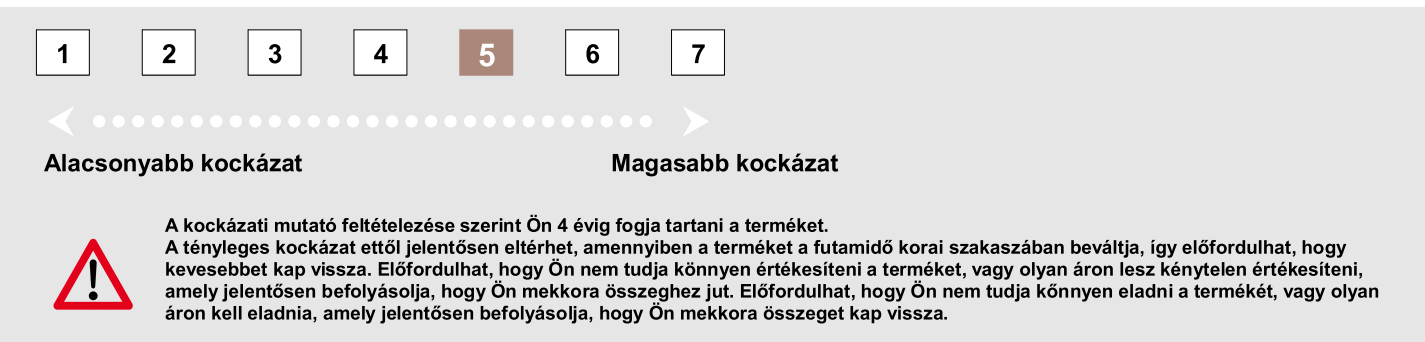 1 2 3 4 5 6 7
Alacsonyabb kockázat Magasabb kockázat
A kockázati mutató feltételezése szerint Ön 4 évig fogja tartani a terméket.
A tényleges kockázat ettől jelentősen eltérhet, amennyiben a terméket a futamidő korai szakaszában beváltja, így előfordulhat, hogy
kevesebbet kap vissza. Előfordulhat, hogy Ön nem tudja könnyen értékesíteni a terméket, vagy olyan áron lesz kénytelen értékesíteni,
amely jelentősen befolyásolja, hogy Ön mekkora összeghez jut. Előfordulhat, hogy Ön nem tudja kőnnyen eladni a termékét, vagy olyan
áron kell eladnia, amely jelentősen befolyásolja, hogy Ön mekkora összeget kap vissza.